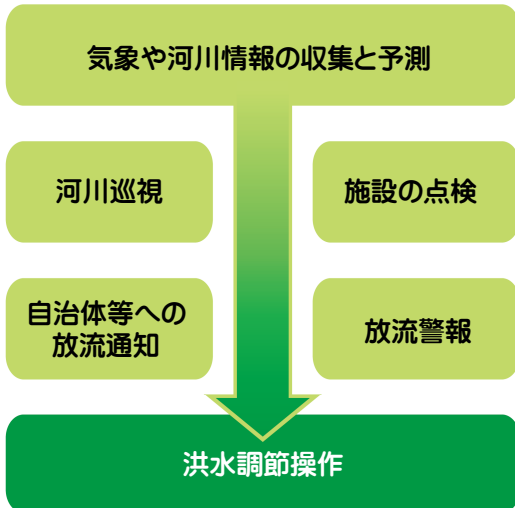 気象や河川情報の収集と予測
河川巡視
施設の点検
自治体等への
放流通知
放流警報
洪水調節操作